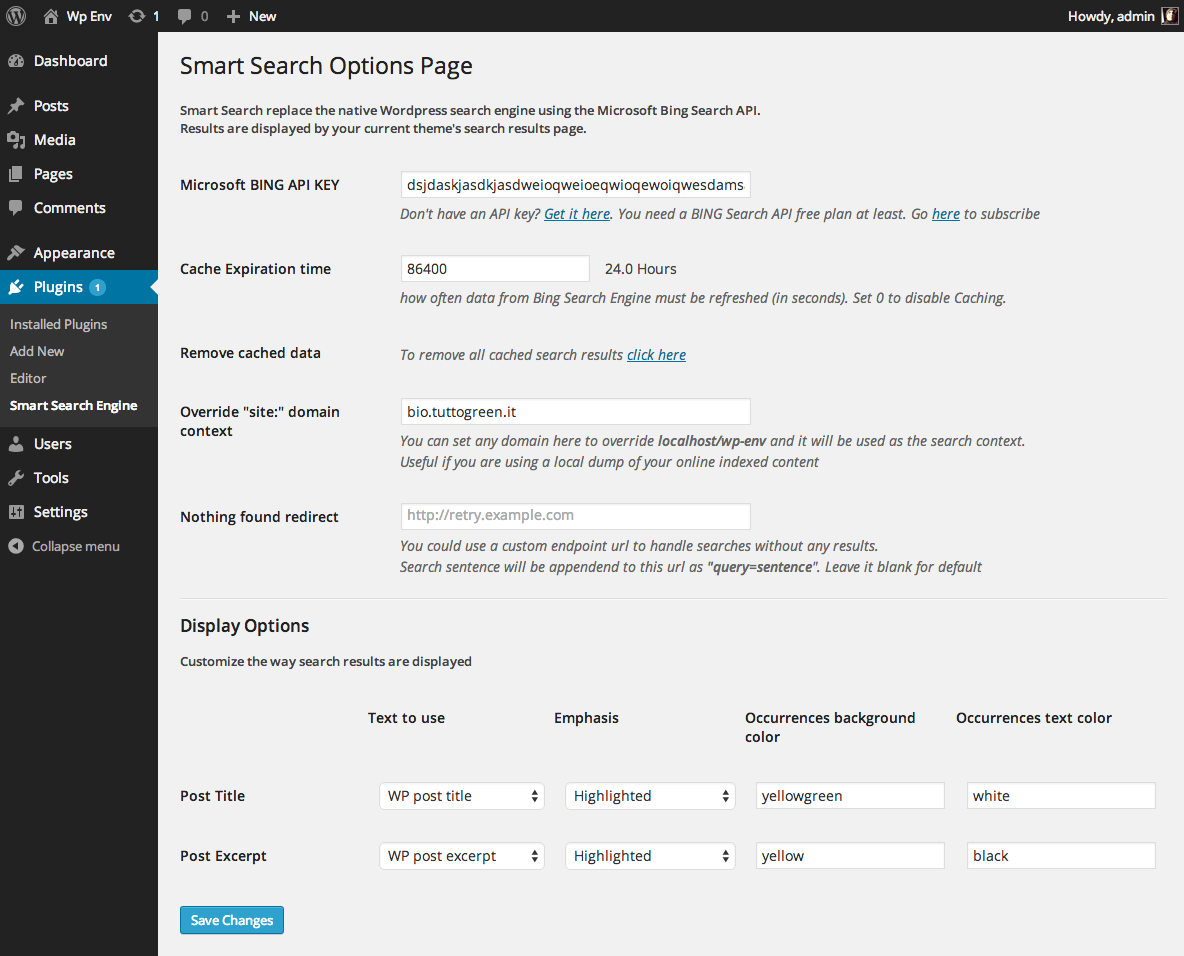 Wp Env 1 0 New Howdy, admin
Dashboard
Posts
Media
Pages
Comments
Appearance
Plugins 1
Installed Plugins
Add New
Editor
Smart Search Engine
Users
Tools
Settings
Collapse menu
Smart Search Options Page
Smart Search replace the native Wordpress search engine using the Microsoft Bing Search API.
Results are displayed by your current theme's search results page.
Microsoft BING API KEY dsjdaskjasdkjasdweioqweioeqwioqewoiqwesdams
Don't have an API key? Get it here. You need a BING Search API free plan at least. Go here to subscribe
Cache Expiration time 86400 24.0 Hours
how often data from Bing Search Engine must be refreshed (in seconds). Set 0 to disable Caching.
Remove cached data To remove all cached search results click here
Override "site:" domain
context
bio.tuttogreen.it
You can set any domain here to override localhost/wp-env and it will be used as the search context.
Useful if you are using a local dump of your online indexed content
Nothing found redirect http://retry.example.com
You could use a custom endpoint url to handle searches without any results.
Search sentence will be appendend to this url as "query=sentence". Leave it blank for default
Display Options
Customize the way search results are displayed
Text to use Emphasis Occurrences background
color
Occurrences text color
Post Title WP post title Highlighted yellowgreen white
Post Excerpt WP post excerpt Highlighted yellow black
Save Changes